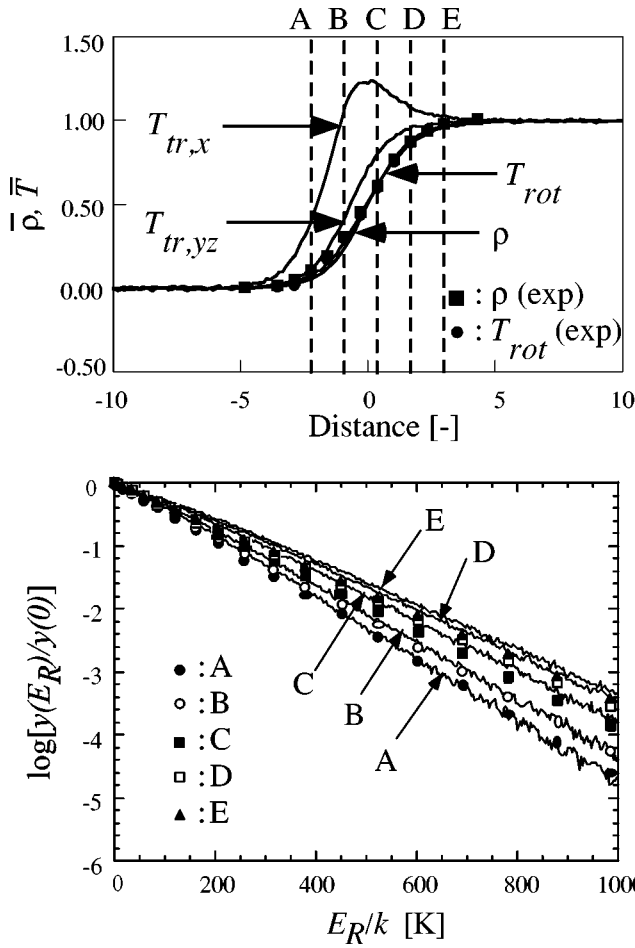 A B C D E
1.50
1.00
0.50
0.00
-0.50
ρ̅, T̿
T_tr,x
T_tr,yz
T_rot
ρ
■ : ρ (exp)
● : T_rot (exp)
-10 -5 0 5 10
Distance [-]
0
-1
-2
-3
-4
-5
-6
log[y(E_R)/y(0)]
E
D
C
B
A
● : A
○ : B
■ : C
□ : D
▲ : E
0 200 400 600 800 1000
E_R/k [K]